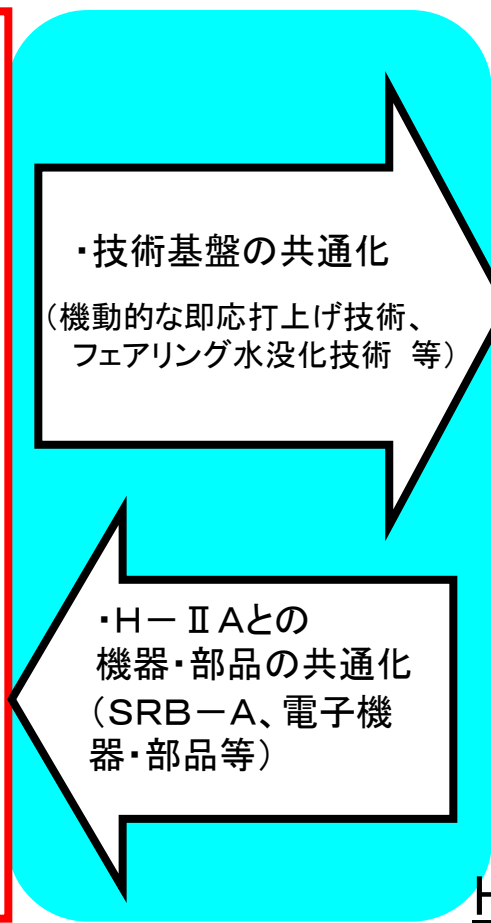 ・技術基盤の共通化
（機動的な即応打上げ技術、
フェアリング水没化技術 等）
・H－ⅡAとの
機器・部品の共通化
（SRB－A、電子機
器・部品等）
H